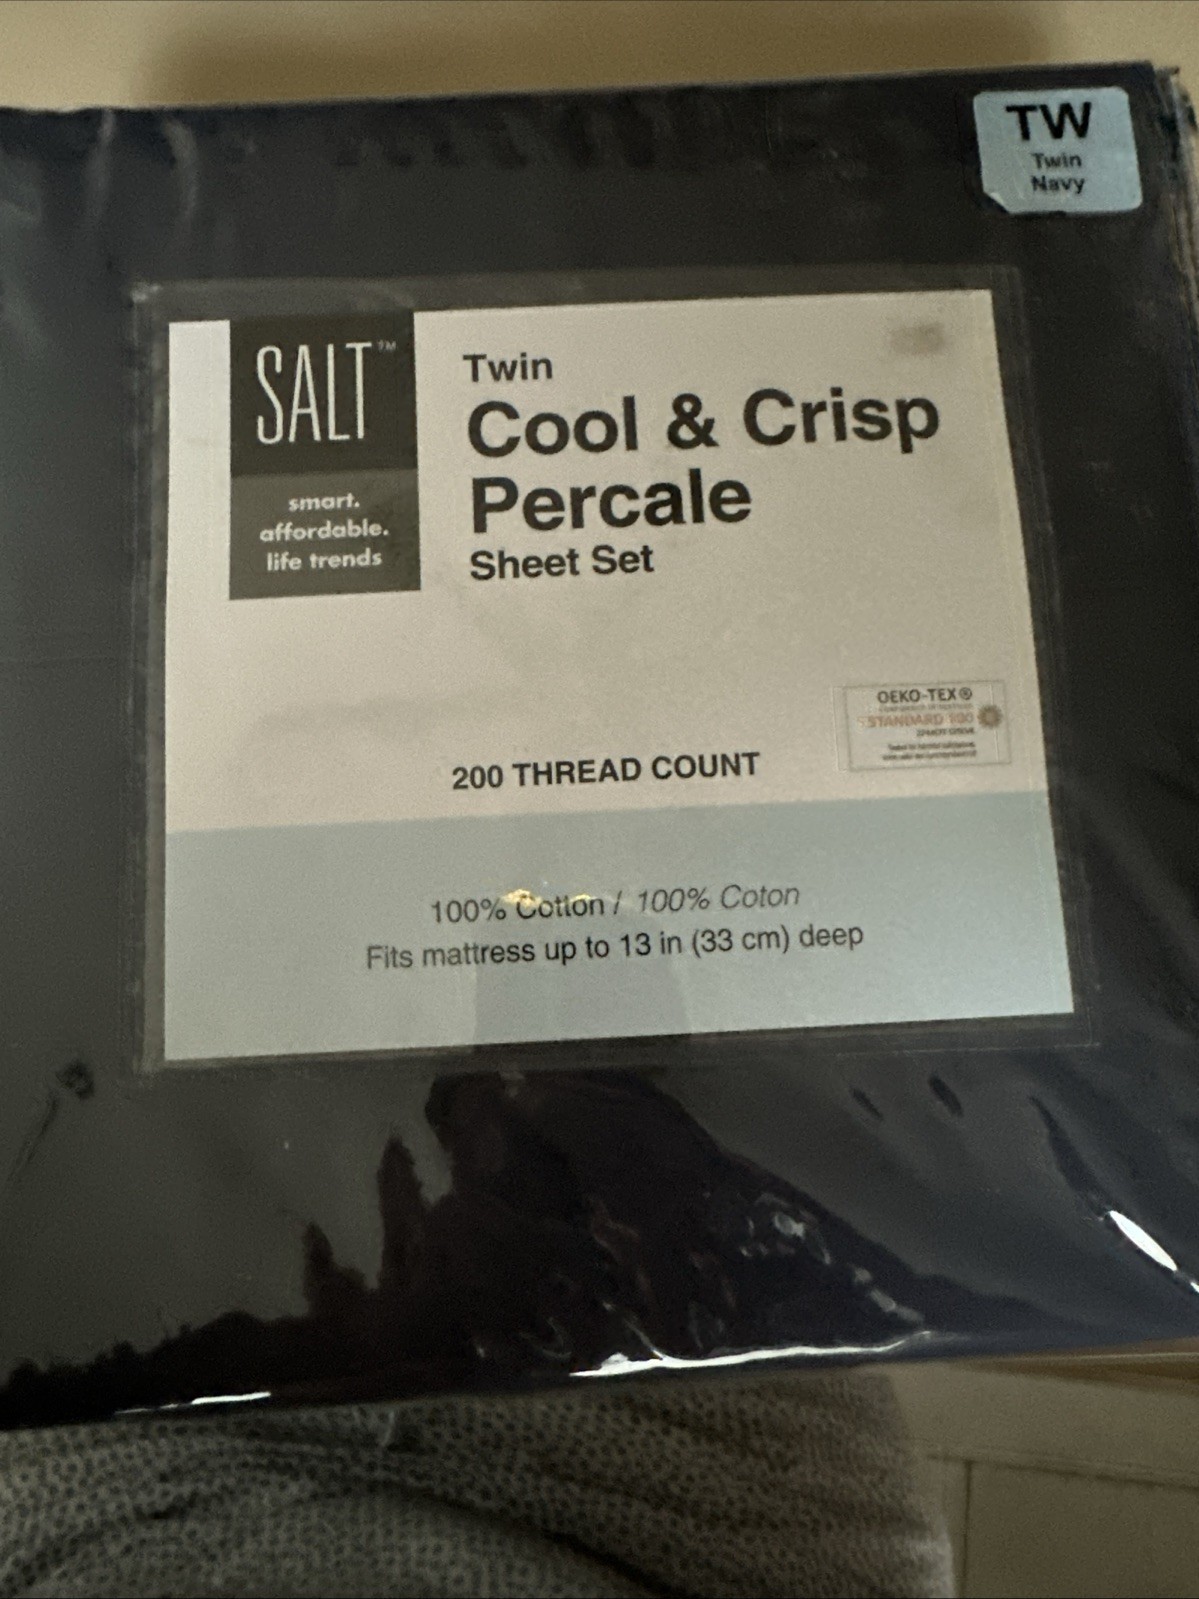 TW
Twin
Navy
SALT™
smart.
affordable.
life trends
Twin
Cool & Crisp
Percale
Sheet Set
OEKO-TEX®
STANDARD 100
200 THREAD COUNT
100% Cotton / 100% Coton
Fits mattress up to 13 in (33 cm) deep